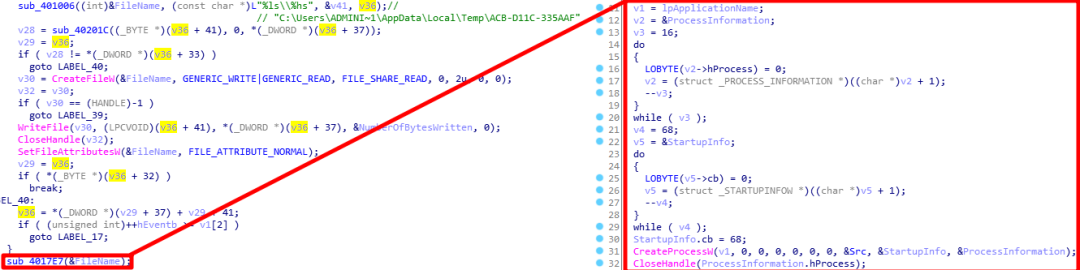 sub_401006((int)&FileName, (const char *)L"%ls\\%hs", &v41, v36);//
// "C:\Users\ADMINI~1\AppData\Local\Temp\ACB-D11C-335AAF"
v28 = sub_40201C((_BYTE *)(v36 + 41), 0, *(_DWORD *)(v36 + 37));
v29 = v36;
if ( v28 != *(_DWORD *)(v36 + 33) )
goto LABEL_40;
v30 = CreateFileW(&FileName, GENERIC_WRITE|GENERIC_READ, FILE_SHARE_READ, 0, 2u, 0, 0);
v32 = v30;
if ( v30 == (HANDLE)-1 )
goto LABEL_39;
WriteFile(v30, (LPCVOID)(v36 + 41), *(_DWORD *)(v36 + 37), &NumberOfBytesWritten, 0);
CloseHandle(v32);
SetFileAttributesW(&FileName, FILE_ATTRIBUTE_NORMAL);
v29 = v36;
if ( *(_BYTE *)(v36 + 32) )
break;
EL_40:
v36 = *(_DWORD *)(v29 + 37) + v29 + 41;
if ( (unsigned int)++hEventb >= v1[2] )
goto LABEL_17;
}
sub_4017E7(&FileName);
11 v1 = lpApplicationName;
12 v2 = &ProcessInformation;
13 v3 = 16;
14 do
15 {
16 LOBYTE(v2->hProcess) = 0;
17 v2 = (struct _PROCESS_INFORMATION *)((char *)v2 + 1);
18 --v3;
19 }
20 while ( v3 );
21 v4 = 68;
22 v5 = &StartupInfo;
23 do
24 {
25 LOBYTE(v5->cb) = 0;
26 v5 = (struct _STARTUPINFOW *)((char *)v5 + 1);
27 --v4;
28 }
29 while ( v4 );
30 StartupInfo.cb = 68;
31 CreateProcessW(v1, 0, 0, 0, 0, 0, 0, &Src, &StartupInfo, &ProcessInformation);
32 CloseHandle(ProcessInformation.hProcess);